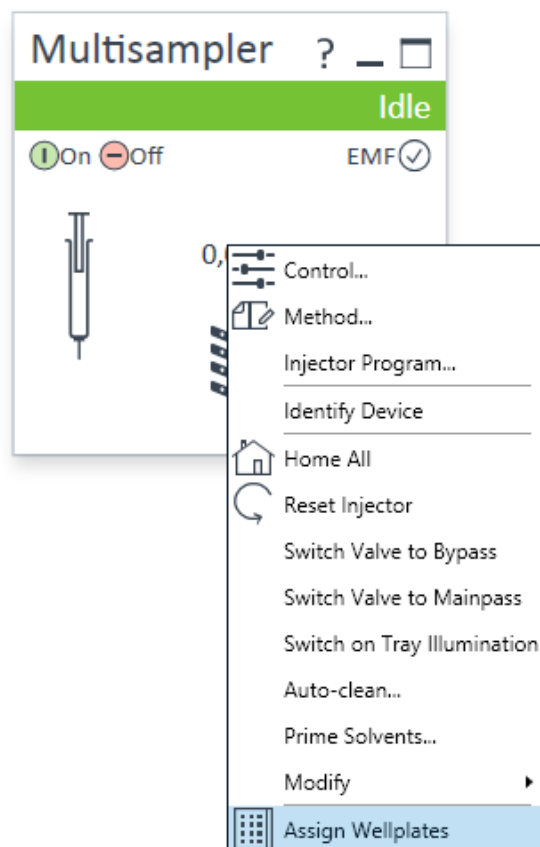 Multisampler ?
Idle
On Off EMF
0,
Control...
Method...
Injector Program...
Identify Device
Home All
Reset Injector
Switch Valve to Bypass
Switch Valve to Mainpass
Switch on Tray Illumination
Auto-clean...
Prime Solvents...
Modify
Assign Wellplates